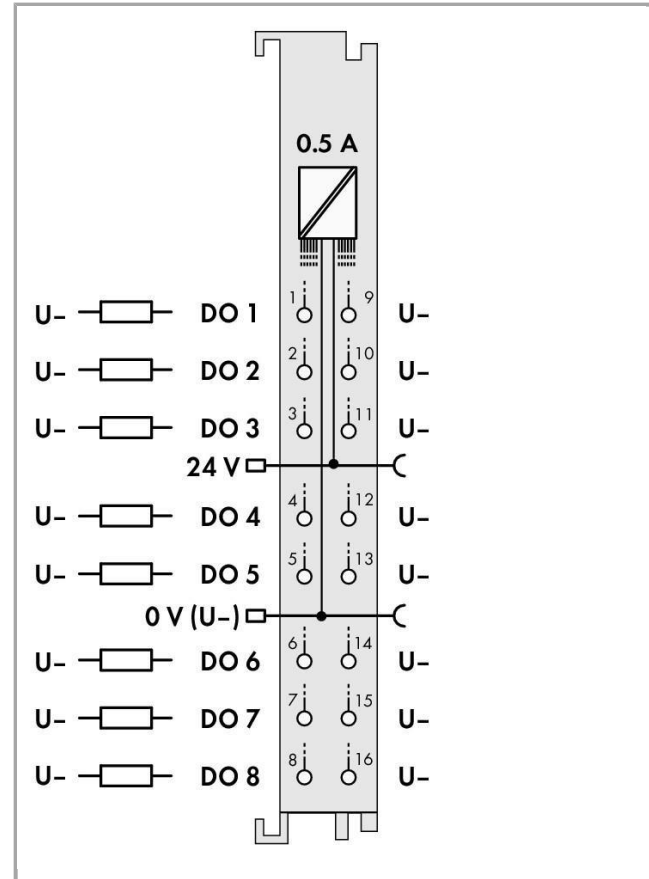 0.5 A
U– DO 1 1 9 U–
U– DO 2 2 10 U–
U– DO 3 3 11 U–
24 V
U– DO 4 4 12 U–
U– DO 5 5 13 U–
0 V (U–)
U– DO 6 6 14 U–
U– DO 7 7 15 U–
U– DO 8 8 16 U–